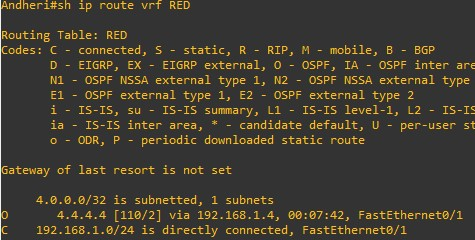 Andheri#sh ip route vrf RED
Routing Table: RED
Codes: C - connected, S - static, R - RIP, M - mobile, B - BGP
D - EIGRP, EX - EIGRP external, O - OSPF, IA - OSPF inter area
N1 - OSPF NSSA external type 1, N2 - OSPF NSSA external type
E1 - OSPF external type 1, E2 - OSPF external type 2
i - IS-IS, su - IS-IS summary, L1 - IS-IS level-1, L2 - IS-IS
ia - IS-IS inter area, * - candidate default, U - per-user st
o - ODR, P - periodic downloaded static route
Gateway of last resort is not set
4.0.0.0/32 is subnetted, 1 subnets
O 4.4.4.4 [110/2] via 192.168.1.4, 00:07:42, FastEthernet0/1
C 192.168.1.0/24 is directly connected, FastEthernet0/1